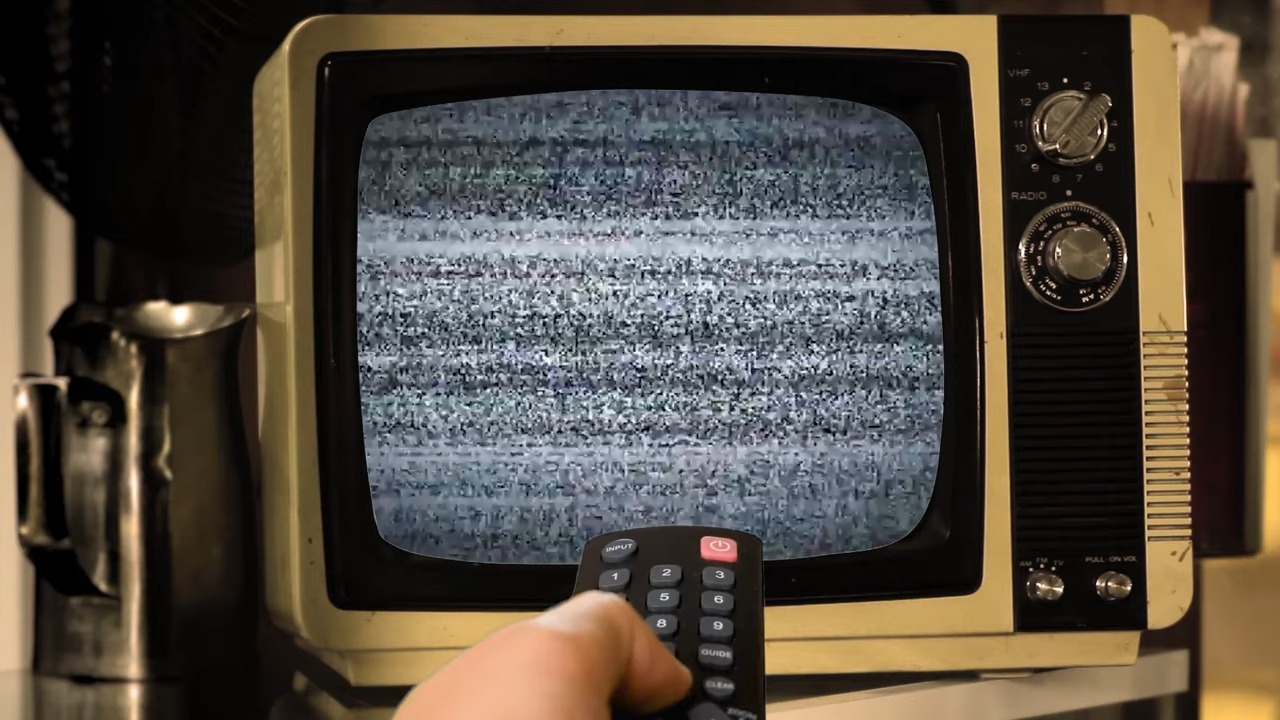 VHF
13 2
12
11 4
10 5
9 6
8 7
RADIO
AM FM TV
PULL-ON VOL
INPUT
1 2 3
5 6
8 9
GUIDE
CLEAR
ZOOM